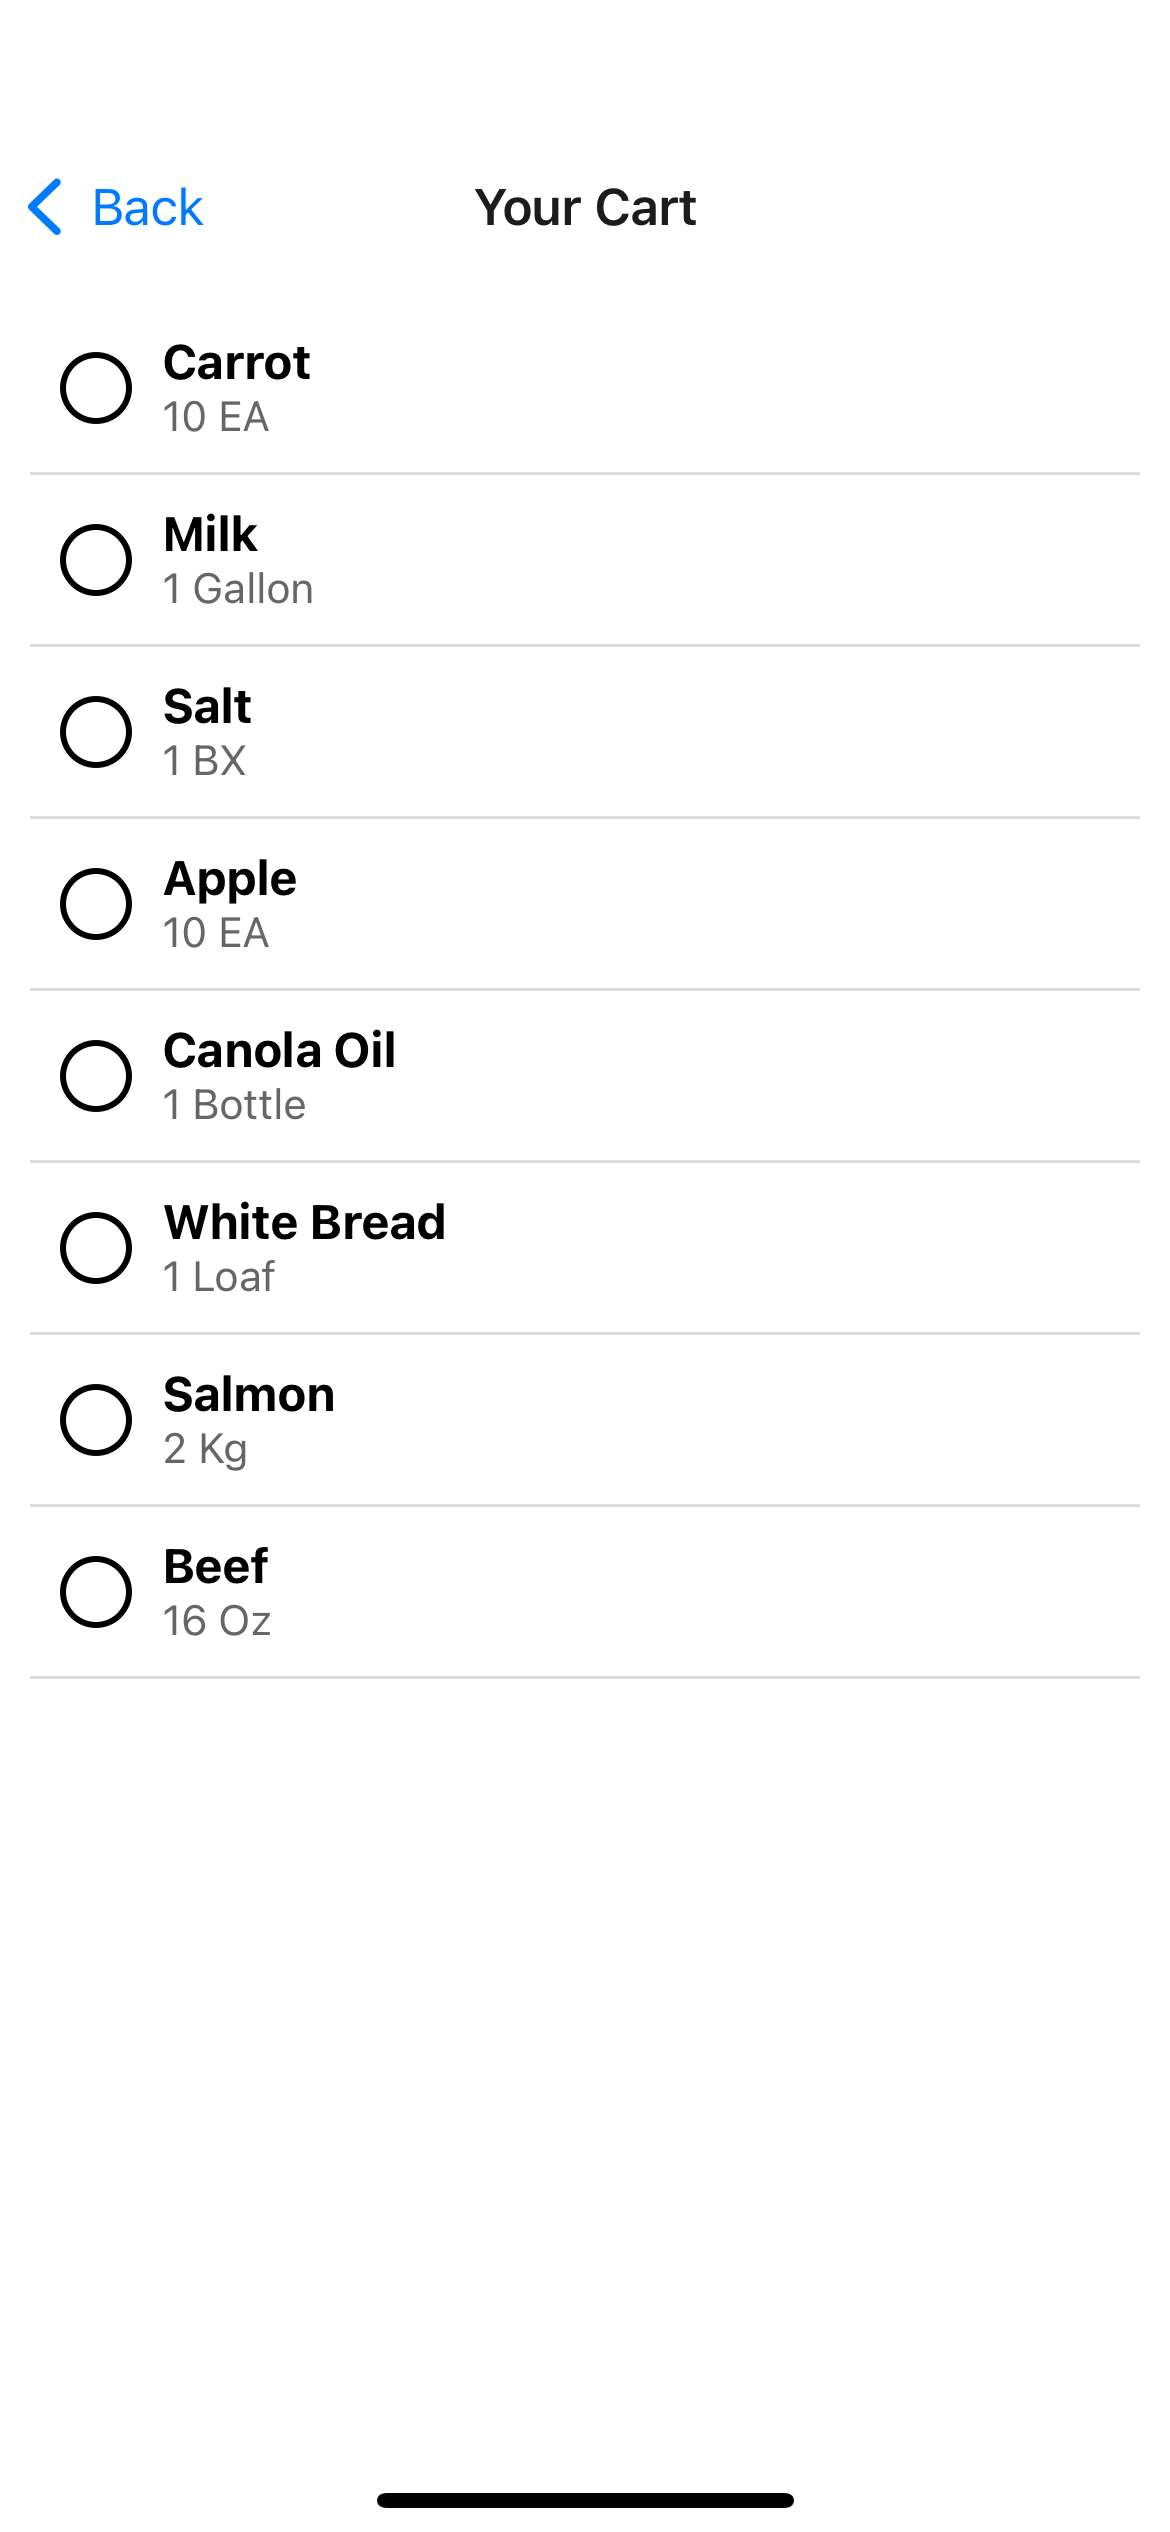 Back
Your Cart
Carrot
10 EA
Milk
1 Gallon
Salt
1 BX
Apple
10 EA
Canola Oil
1 Bottle
White Bread
1 Loaf
Salmon
2 Kg
Beef
16 Oz